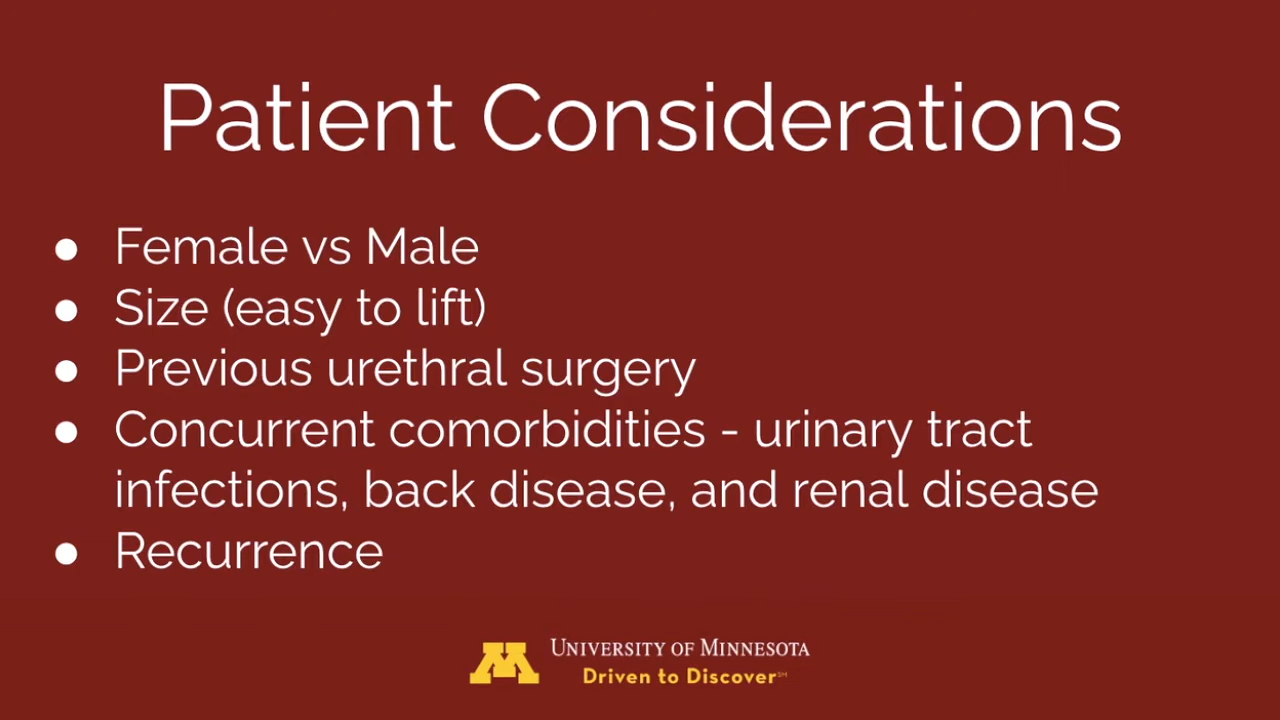 Patient Considerations
● Female vs Male
● Size (easy to lift)
● Previous urethral surgery
● Concurrent comorbidities - urinary tract
infections, back disease, and renal disease
● Recurrence
M
University of Minnesota
Driven to Discover℠